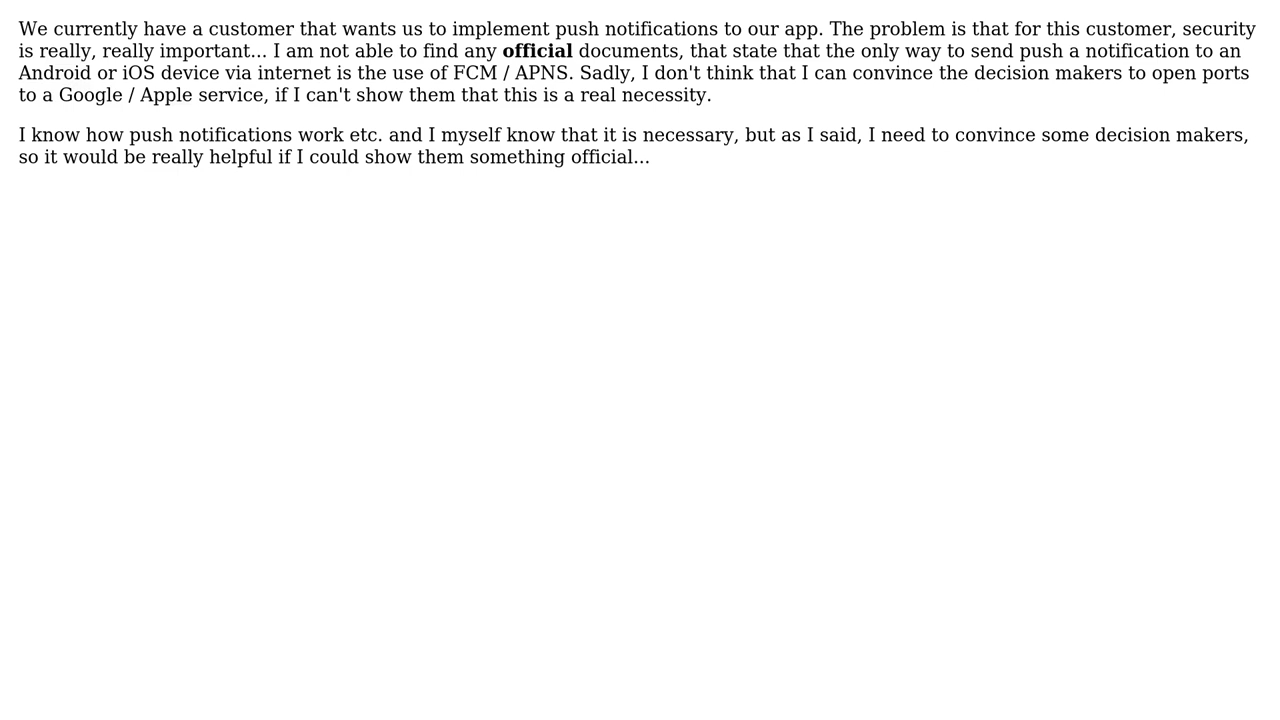 We currently have a customer that wants us to implement push notifications to our app. The problem is that for this customer, security
is really, really important... I am not able to find any official documents, that state that the only way to send push a notification to an
Android or iOS device via internet is the use of FCM / APNS. Sadly, I don't think that I can convince the decision makers to open ports
to a Google / Apple service, if I can't show them that this is a real necessity.
I know how push notifications work etc. and I myself know that it is necessary, but as I said, I need to convince some decision makers,
so it would be really helpful if I could show them something official...